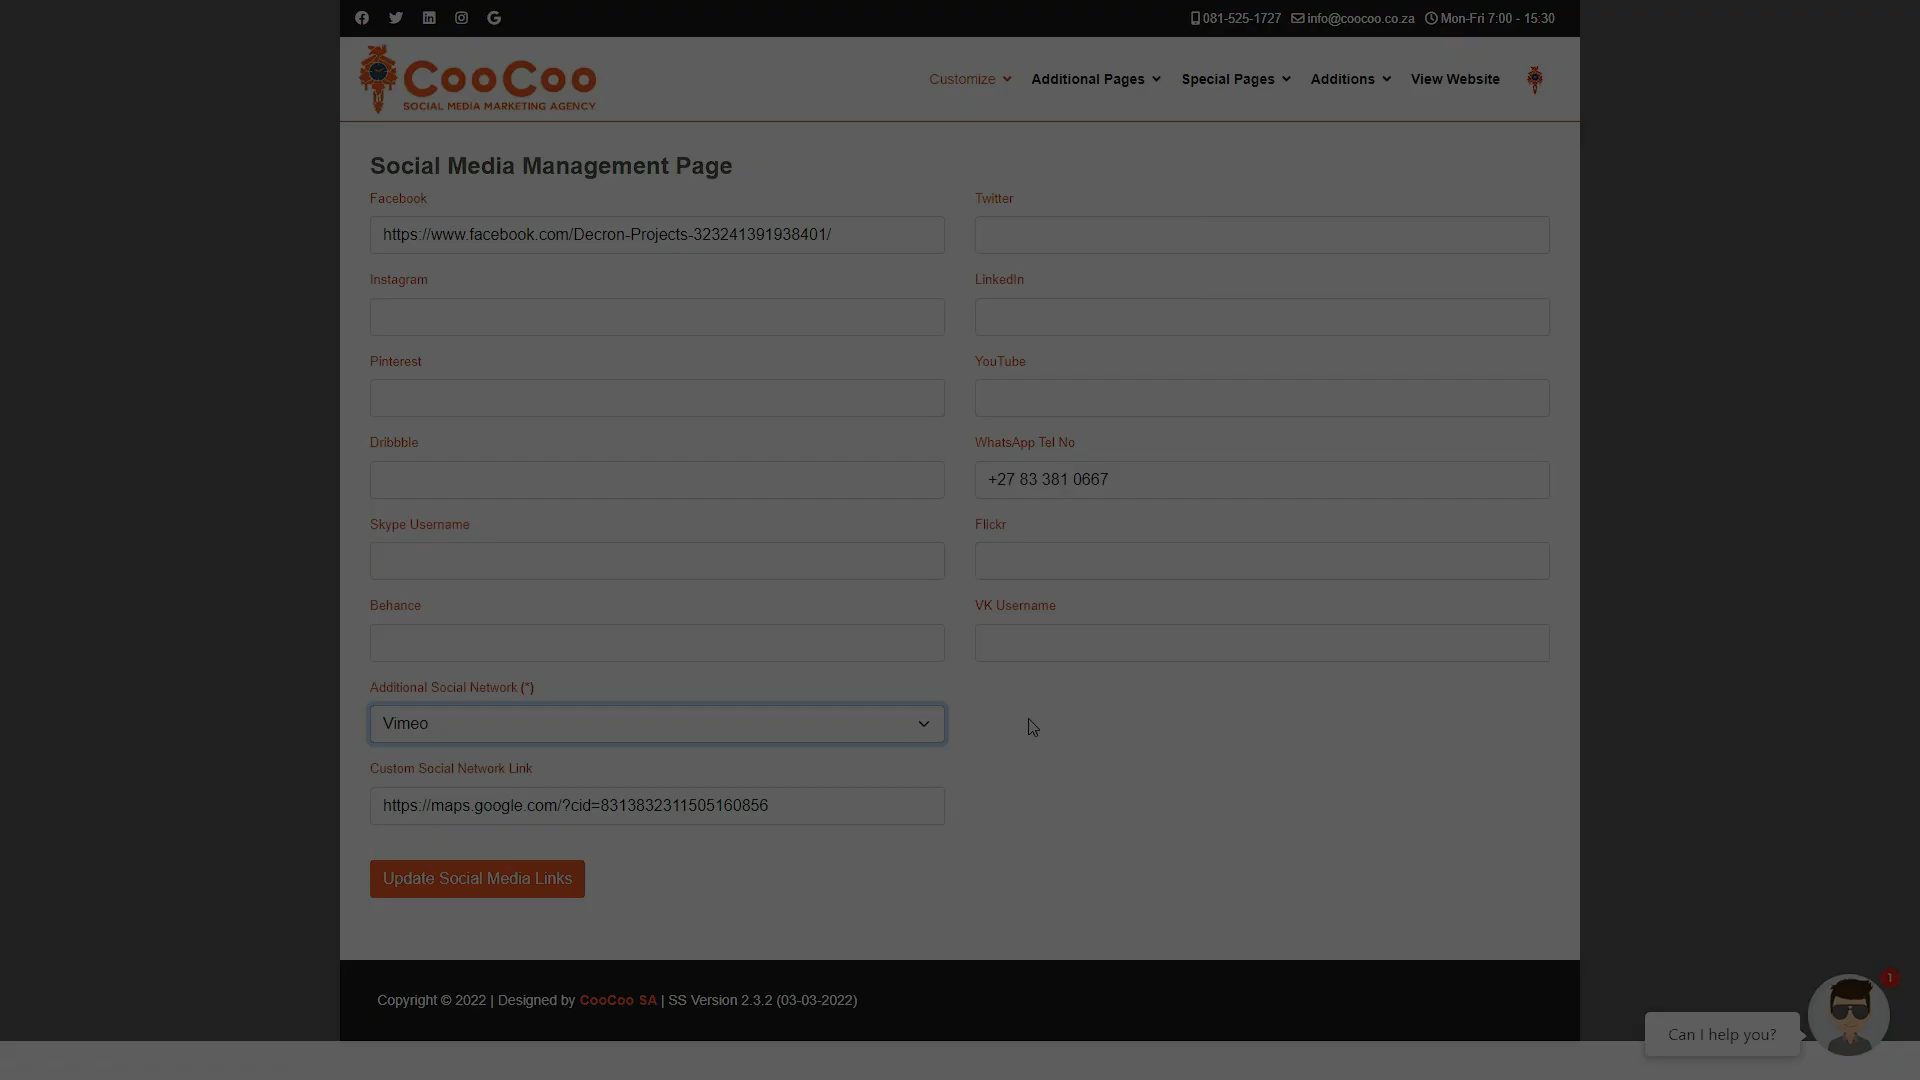 081-525-1727 info@coocoo.co.za Mon-Fri 7:00 - 15:30
CooCoo
SOCIAL MEDIA MARKETING AGENCY
Customize Additional Pages Special Pages Additions View Website
Social Media Management Page
Facebook Twitter
https://www.facebook.com/Decron-Projects-323241391938401/
Instagram LinkedIn
Pinterest YouTube
Dribbble WhatsApp Tel No
+27 83 381 0667
Skype Username Flickr
Behance VK Username
Additional Social Network (*)
Vimeo
Custom Social Network Link
https://maps.google.com/?cid=8313832311505160856
Update Social Media Links
Copyright © 2022 | Designed by CooCoo SA | SS Version 2.3.2 (03-03-2022)
1
Can I help you?